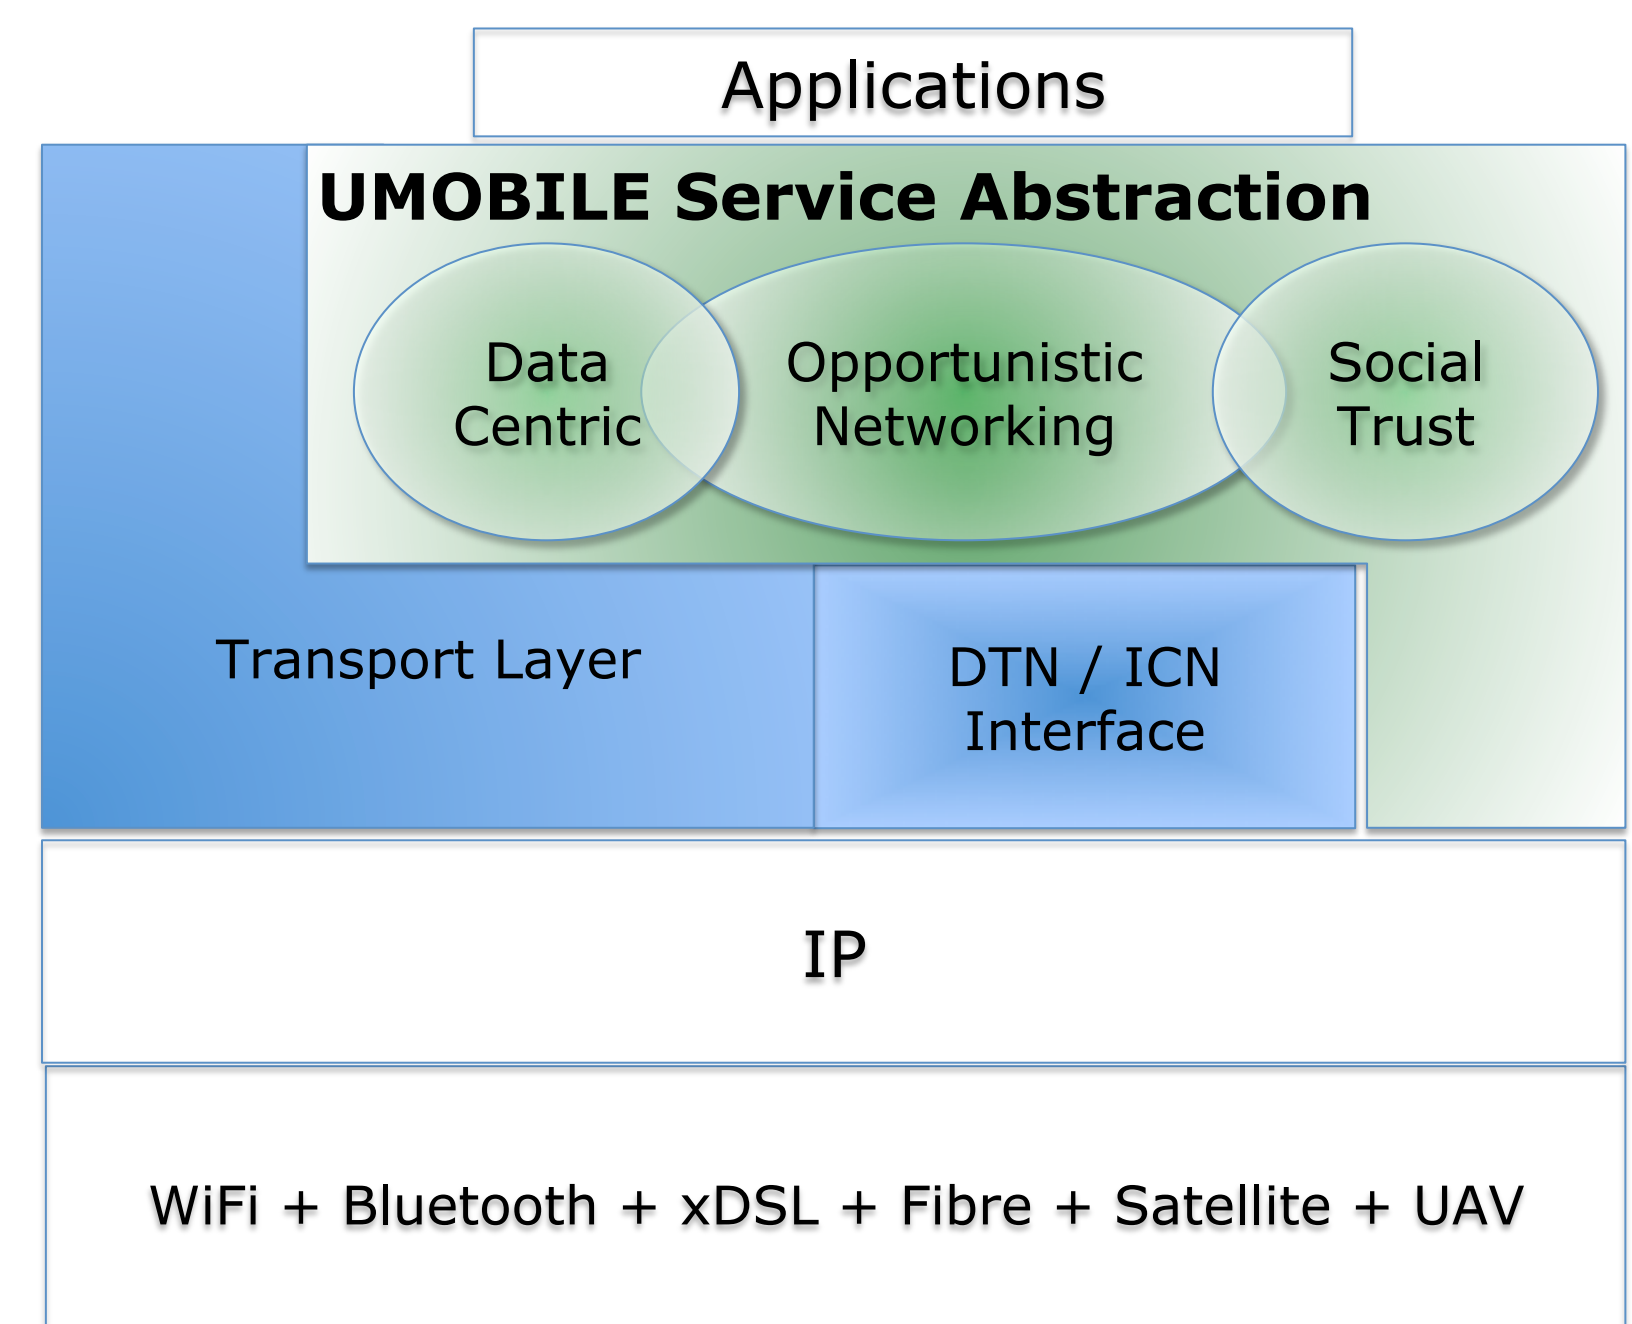 Applications
UMOBILE Service Abstraction
Data
Centric
Opportunistic
Networking
Social
Trust
Transport Layer
DTN / ICN
Interface
IP
WiFi + Bluetooth + xDSL + Fibre + Satellite + UAV